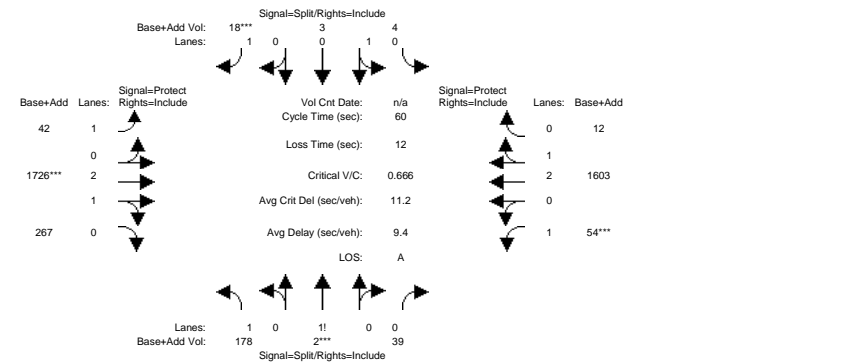 Signal=Split/Rights=Include
Base+Add Vol: 18*** 3 4
Lanes: 1 0 0 1 0
Signal=Protect Signal=Protect
Base+Add Lanes: Rights=Include Vol Cnt Date: n/a Rights=Include Lanes: Base+Add
Cycle Time (sec): 60
42 1 0 12
Loss Time (sec): 12
0 1
1726*** 2 Critical V/C: 0.666 2 1603
1 Avg Crit Del (sec/veh): 11.2 0
267 0 Avg Delay (sec/veh): 9.4 1 54***
LOS: A
Lanes: 1 0 1! 0 0
Base+Add Vol: 178 2*** 39
Signal=Split/Rights=Include